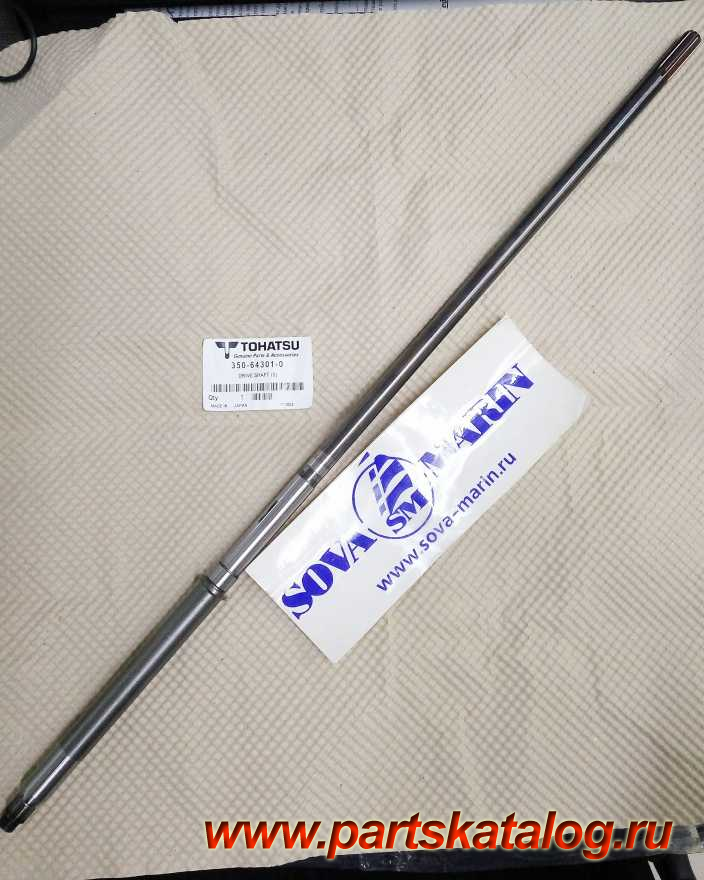 TOHATSU
Genuine Parts & Accessories
350-64301-0
DRIVE SHAFT (S)
Qty 1
MADE IN JAPAN
SOVA MARIN
SM
www.sova-marin.ru
www.partskatalog.ru